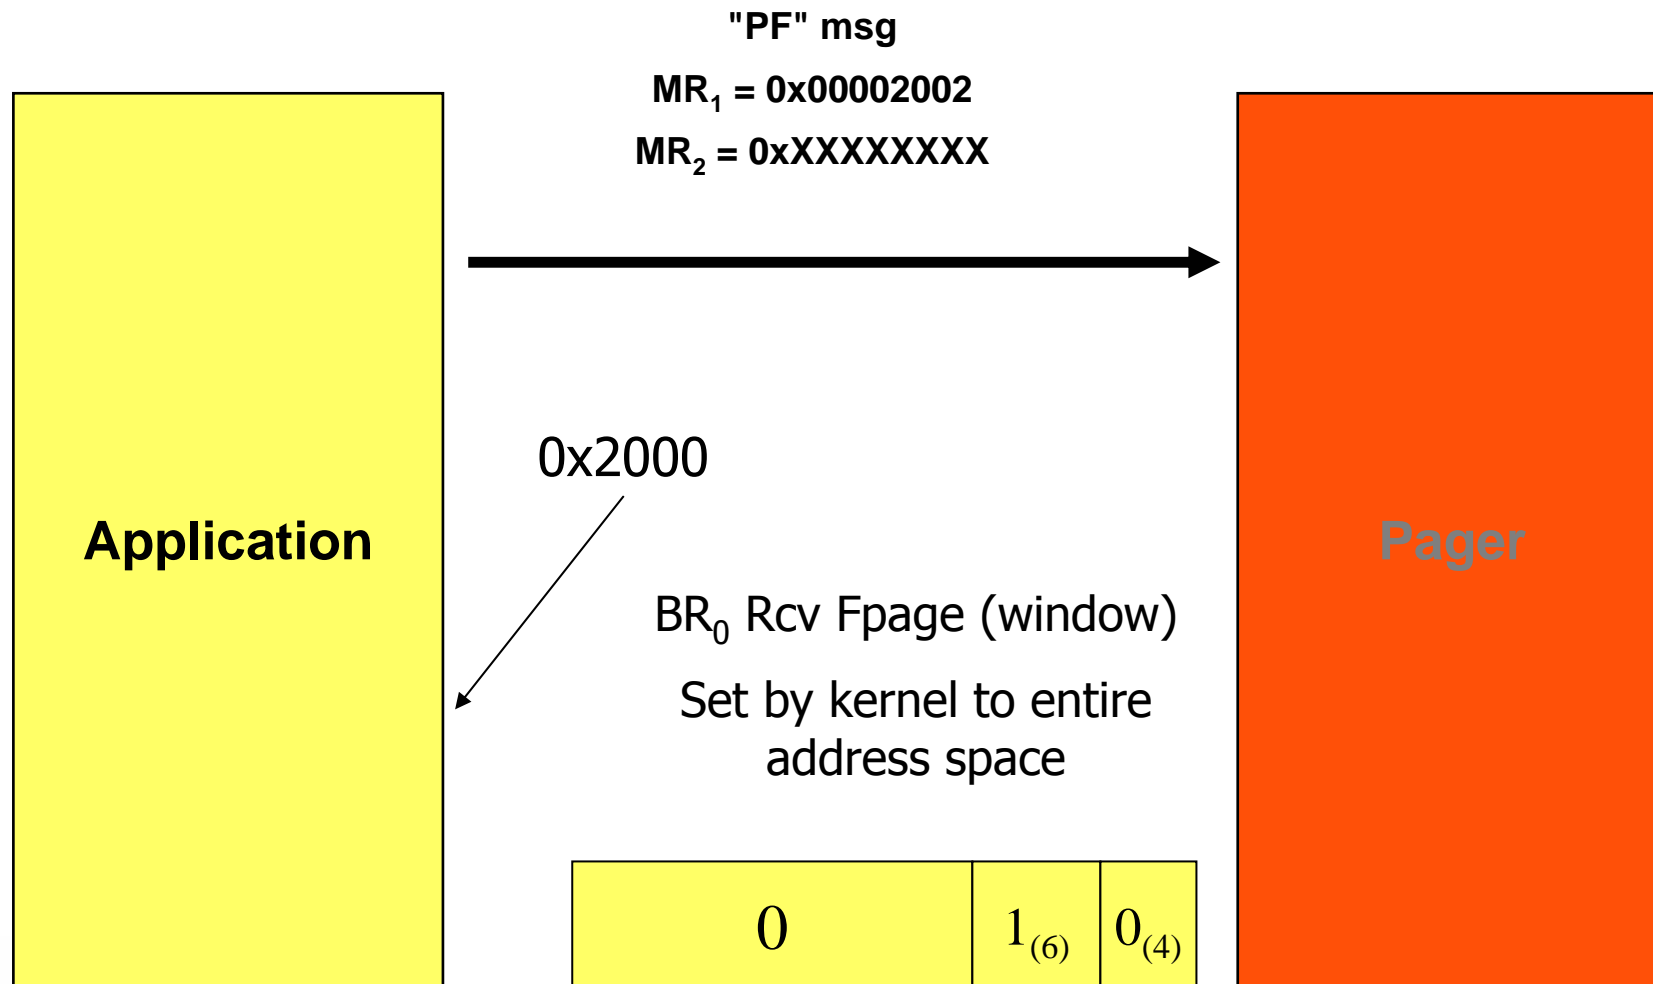 "PF" msg
MR₁ = 0x00002002
MR₂ = 0xXXXXXXXX
0x2000
Application
Pager
BR₀ Rcv Fpage (window)
Set by kernel to entire
address space
0 1₍₆₎ 0₍₄₎